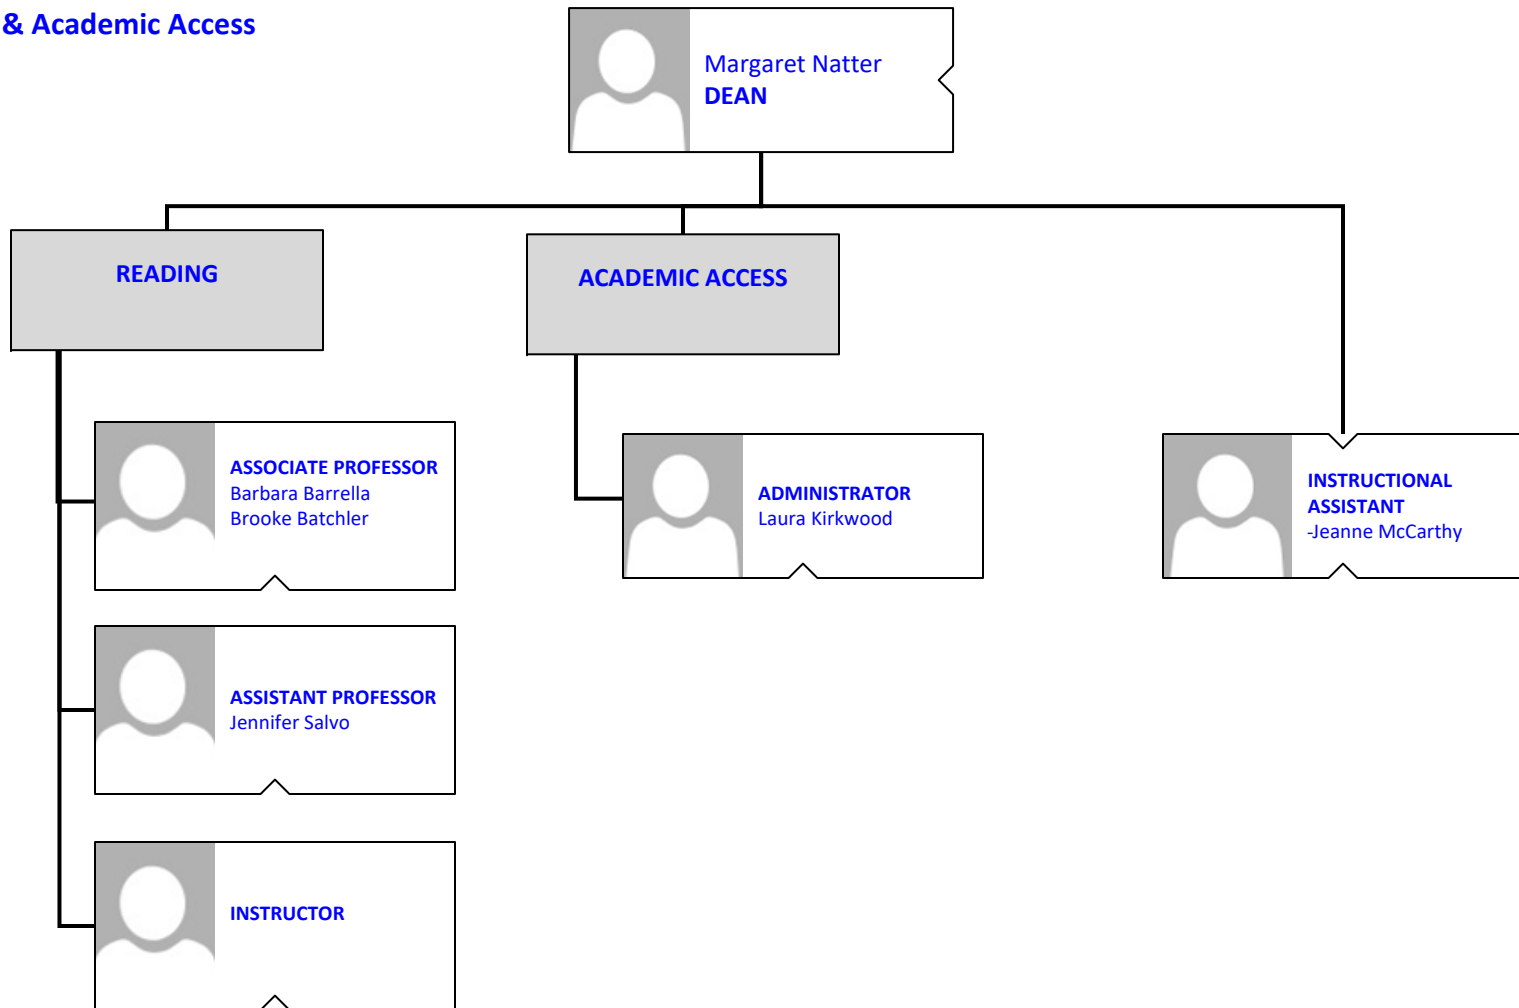 & Academic Access
Margaret Natter
DEAN
READING
ACADEMIC ACCESS
ASSOCIATE PROFESSOR
Barbara Barrella
Brooke Batchler
ADMINISTRATOR
Laura Kirkwood
INSTRUCTIONAL
ASSISTANT
-Jeanne McCarthy
ASSISTANT PROFESSOR
Jennifer Salvo
INSTRUCTOR